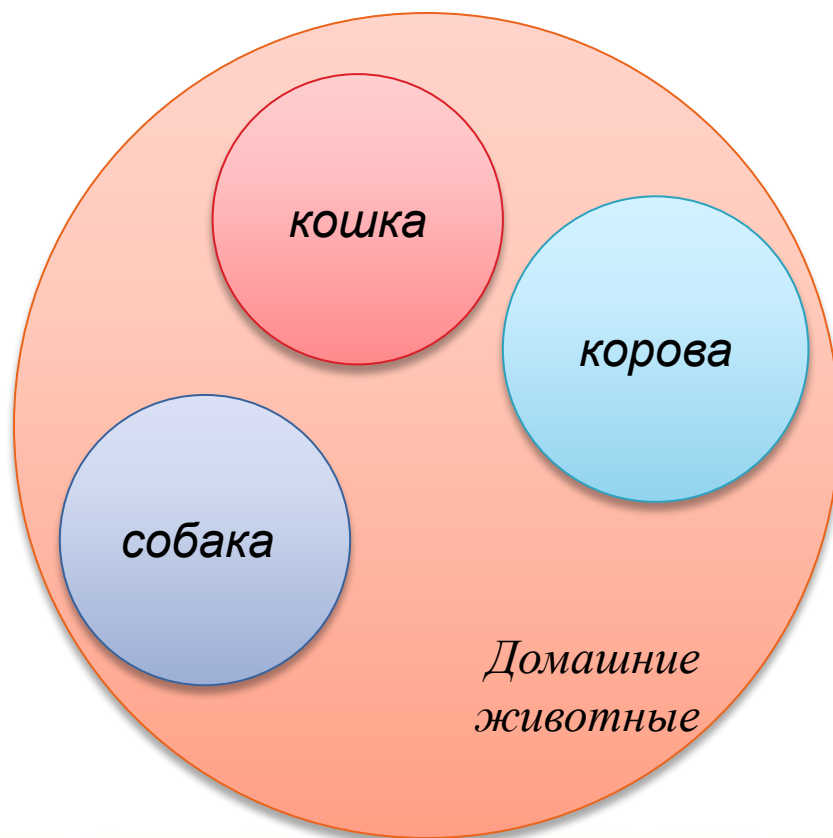 кошка
корова
собака
Домашние
животные